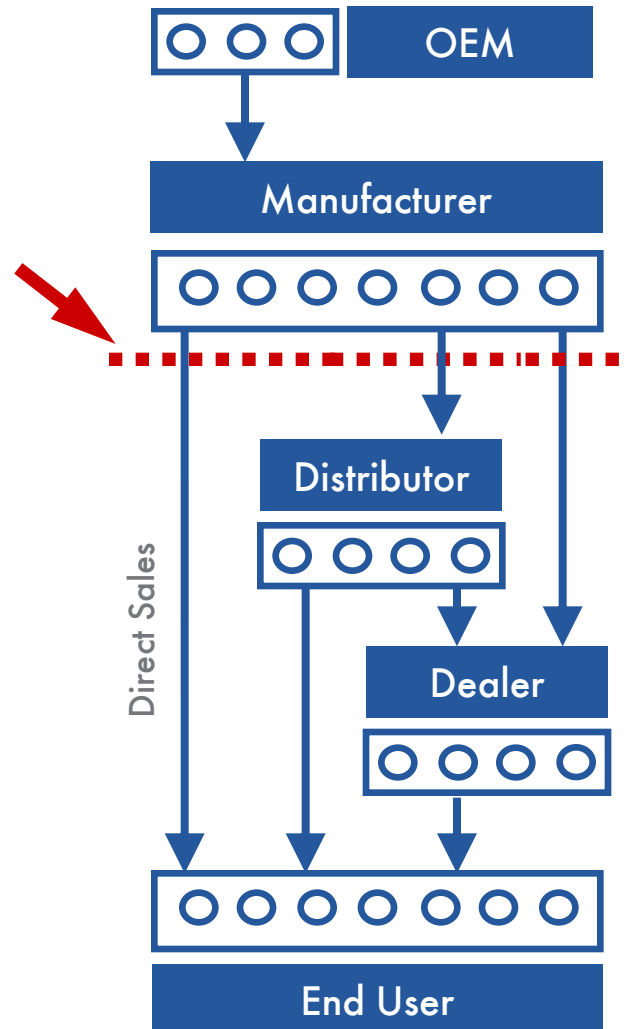 OEM
Manufacturer
Distributor
Direct Sales
Dealer
End User